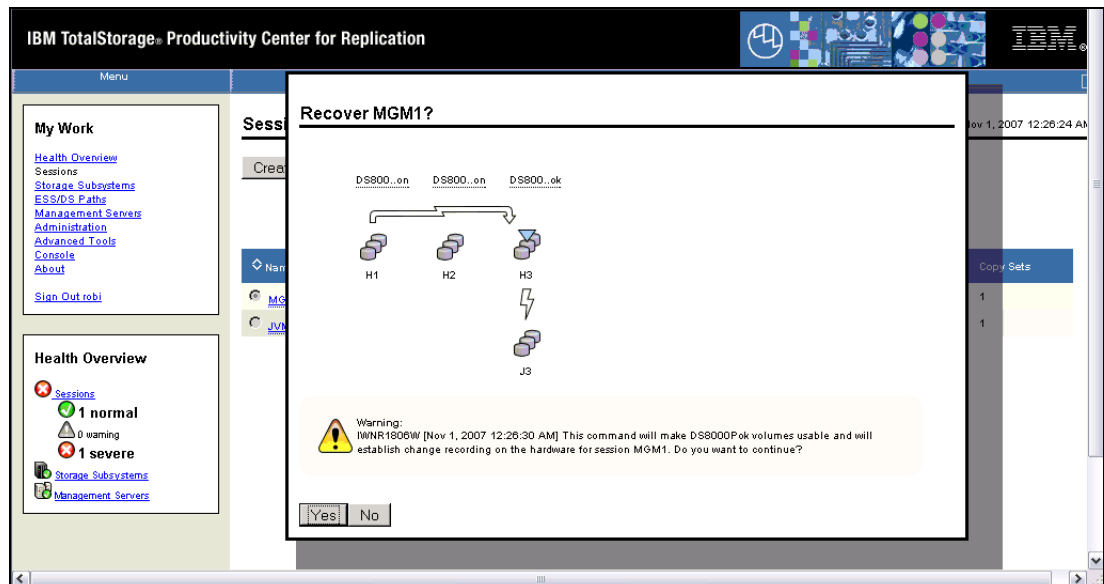 IBM TotalStorage® Productivity Center for Replication
IBM®
Menu
My Work
Health Overview
Sessions
Storage Subsystems
ESS/DS Paths
Management Servers
Administration
Advanced Tools
Console
About
Sign Out robi
Health Overview
Sessions
1 normal
0 warning
1 severe
Storage Subsystems
Management Servers
Sessi
Nov 1, 2007 12:26:24 AM
Crea
Nam
Copy Sets
MG
1
JVM
1
Recover MGM1?
DS800..on DS800..on DS800..ok
H1 H2 H3
J3
Warning:
IWNR1806W [Nov 1, 2007 12:26:30 AM] This command will make DS8000Pok volumes usable and will
establish change recording on the hardware for session MGM1. Do you want to continue?
Yes No